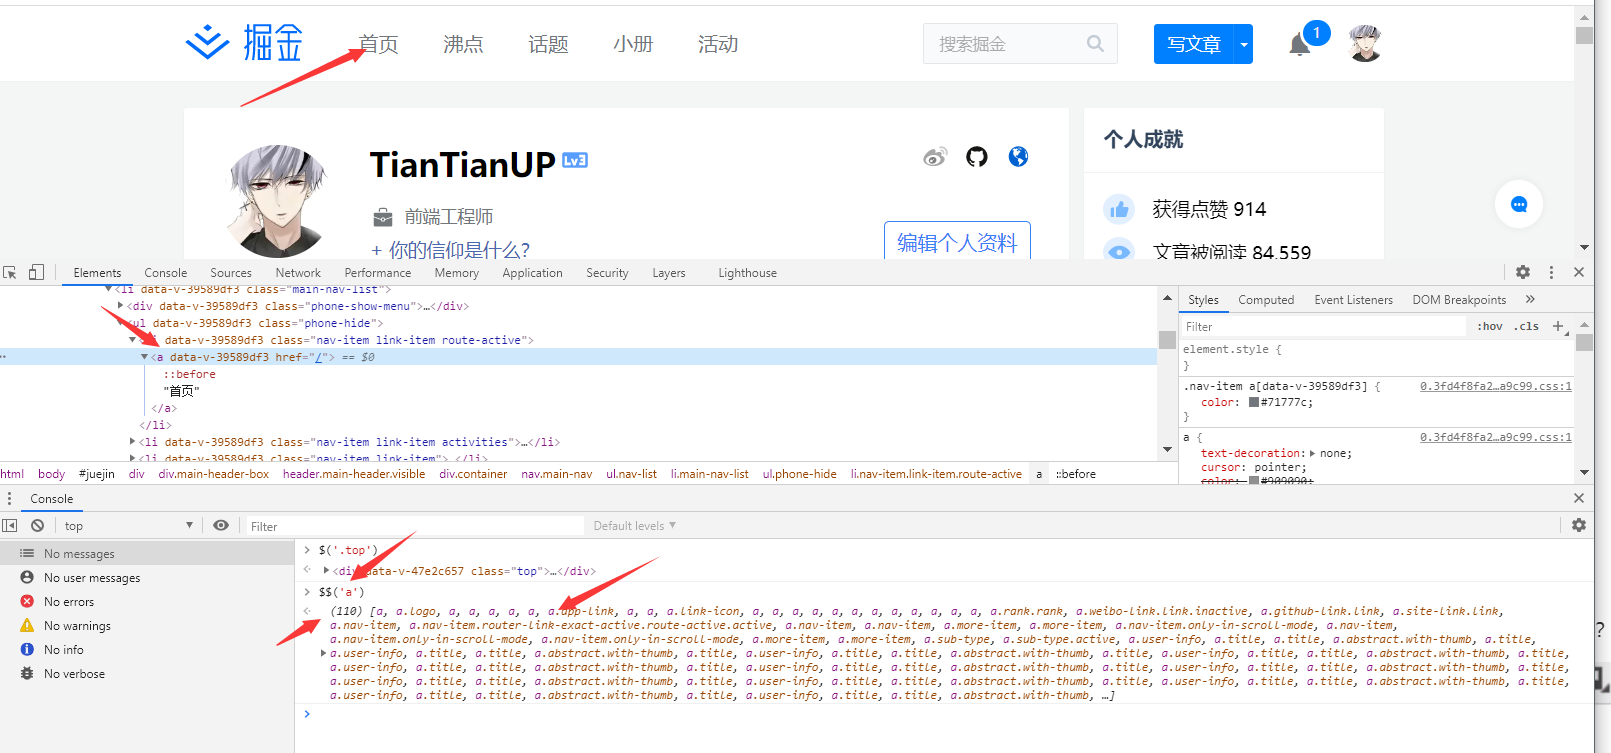 掘金 首页 沸点 话题 小册 活动 搜索掘金 写文章 1
TianTianUP Lv3
前端工程师
+ 你的信仰是什么?
编辑个人资料
个人成就
获得点赞 914
文章被阅读 84,559
Elements Console Sources Network Performance Memory Application Security Layers Lighthouse
<li data-v-39589df3 class="main-nav-list">
<div data-v-39589df3 class="phone-show-menu">…</div>
<ul data-v-39589df3 class="phone-hide">
data-v-39589df3 class="nav-item link-item route-active">
<a data-v-39589df3 href="/"> == $0
::before
"首页"
</a>
</li>
<li data-v-39589df3 class="nav-item link-item activities">…</li>
<li data-v-39589df3 class="nav-item link-item"> </li>
html body #juejin div div.main-header-box header.main-header.visible div.container nav.main-nav ul.nav-list li.main-nav-list ul.phone-hide li.nav-item.link-item.route-active a ::before
Styles Computed Event Listeners DOM Breakpoints »
Filter :hov .cls +
element.style {
}
.nav-item a[data-v-39589df3] { 0.3fd4f8fa2…a9c99.css:1
color: #71777c;
}
a { 0.3fd4f8fa2…a9c99.css:1
text-decoration: none;
cursor: pointer;
color: #909090;
Console
top Filter Default levels
No messages
No user messages
No errors
No warnings
No info
No verbose
> $('.top')
<div data-v-47e2c657 class="top">…</div>
> $$('a')
(110) [a, a.logo, a, a, a, a, a, a.app-link, a, a, a.link-icon, a, a, a, a, a, a, a, a, a, a, a, a, a.rank.rank, a.weibo-link.link.inactive, a.github-link.link, a.site-link.link,
a.nav-item, a.nav-item.router-link-exact-active.route-active.active, a.nav-item, a.nav-item, a.more-item, a.more-item, a.nav-item.only-in-scroll-mode, a.nav-item,
a.nav-item.only-in-scroll-mode, a.nav-item.only-in-scroll-mode, a.more-item, a.more-item, a.sub-type, a.sub-type.active, a.user-info, a.title, a.title, a.abstract.with-thumb, a.title,
a.user-info, a.title, a.title, a.abstract.with-thumb, a.title, a.user-info, a.title, a.title, a.abstract.with-thumb, a.title, a.user-info, a.title, a.title, a.abstract.with-thumb, a.title,
a.user-info, a.title, a.title, a.abstract.with-thumb, a.title, a.user-info, a.title, a.title, a.abstract.with-thumb, a.title, a.user-info, a.title, a.title, a.abstract.with-thumb, a.title,
a.user-info, a.title, a.title, a.abstract.with-thumb, a.title, a.user-info, a.title, a.title, a.abstract.with-thumb, a.title, a.user-info, a.title, a.title, a.abstract.with-thumb, a.title,
a.user-info, a.title, a.title, a.abstract.with-thumb, a.title, a.user-info, a.title, a.title, a.abstract.with-thumb, …]
>
?